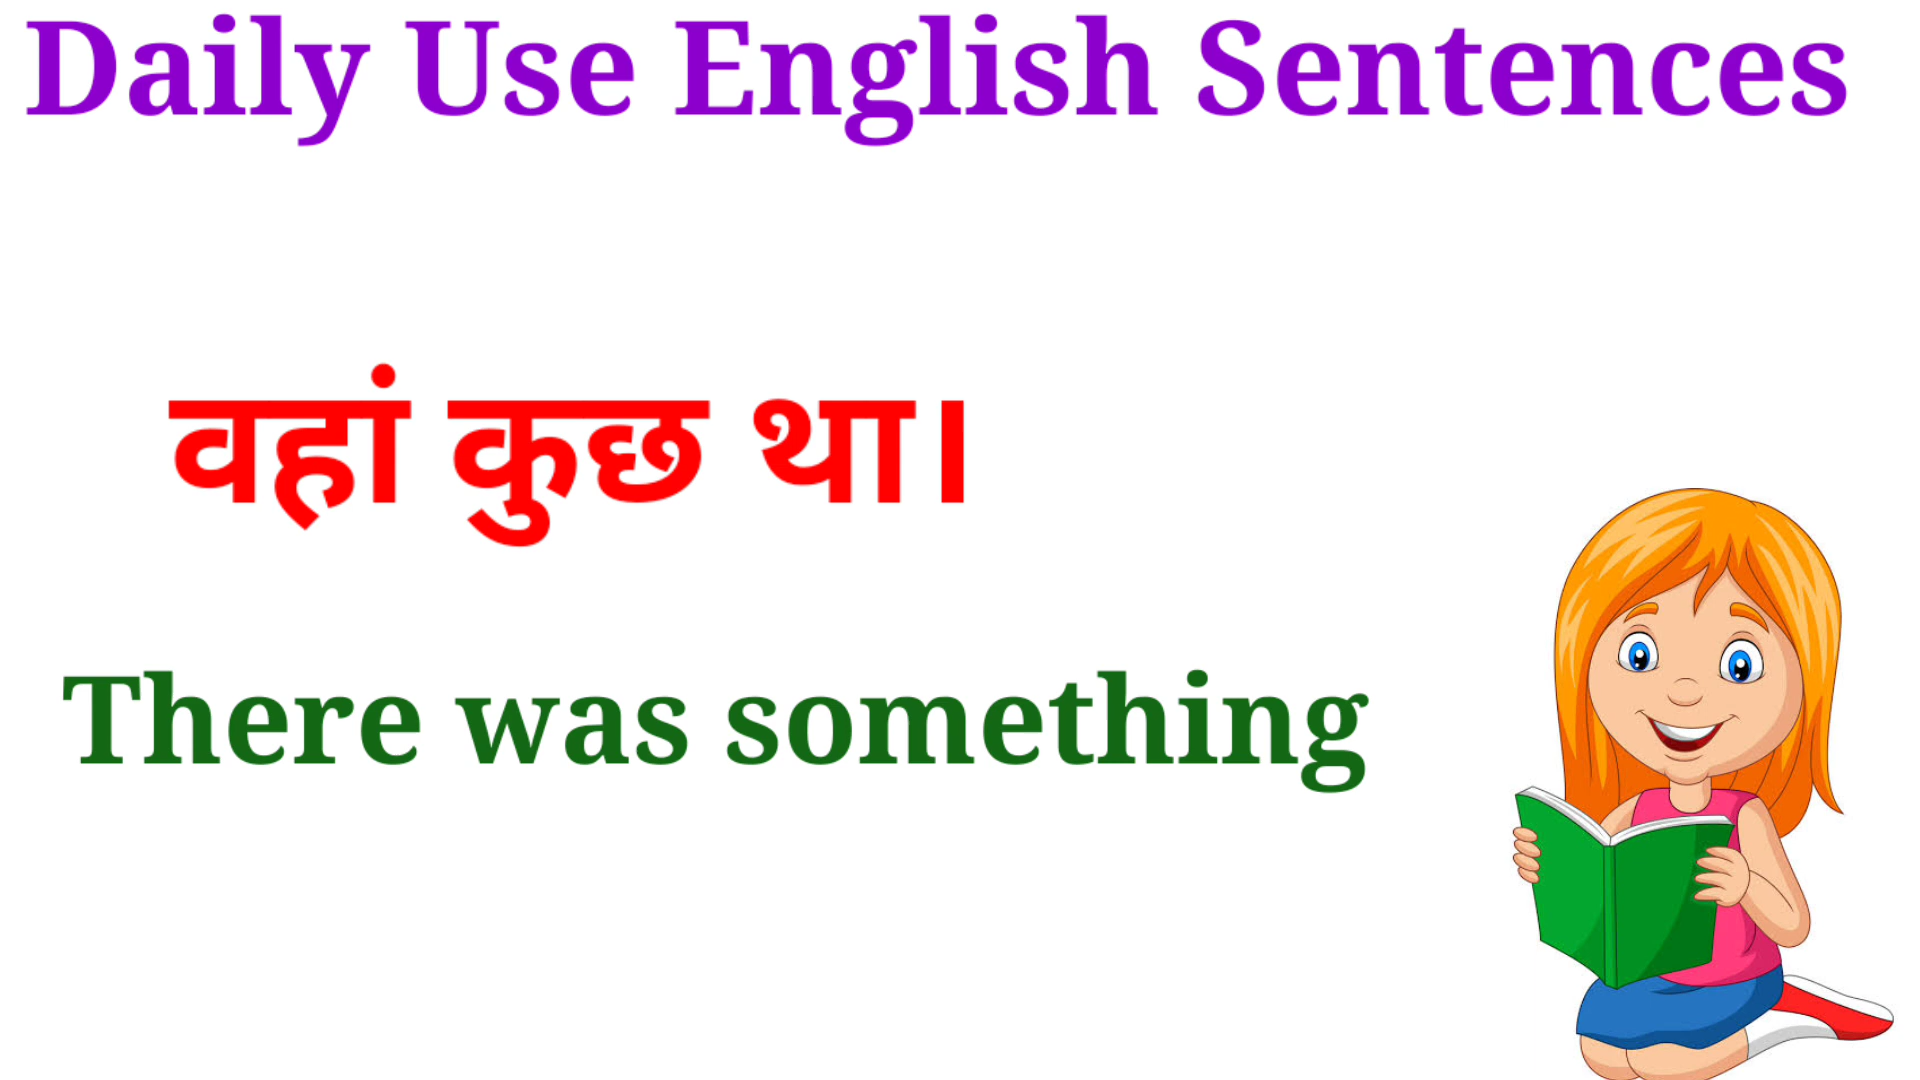 Daily Use English Sentences
वहां कुछ था।
There was something